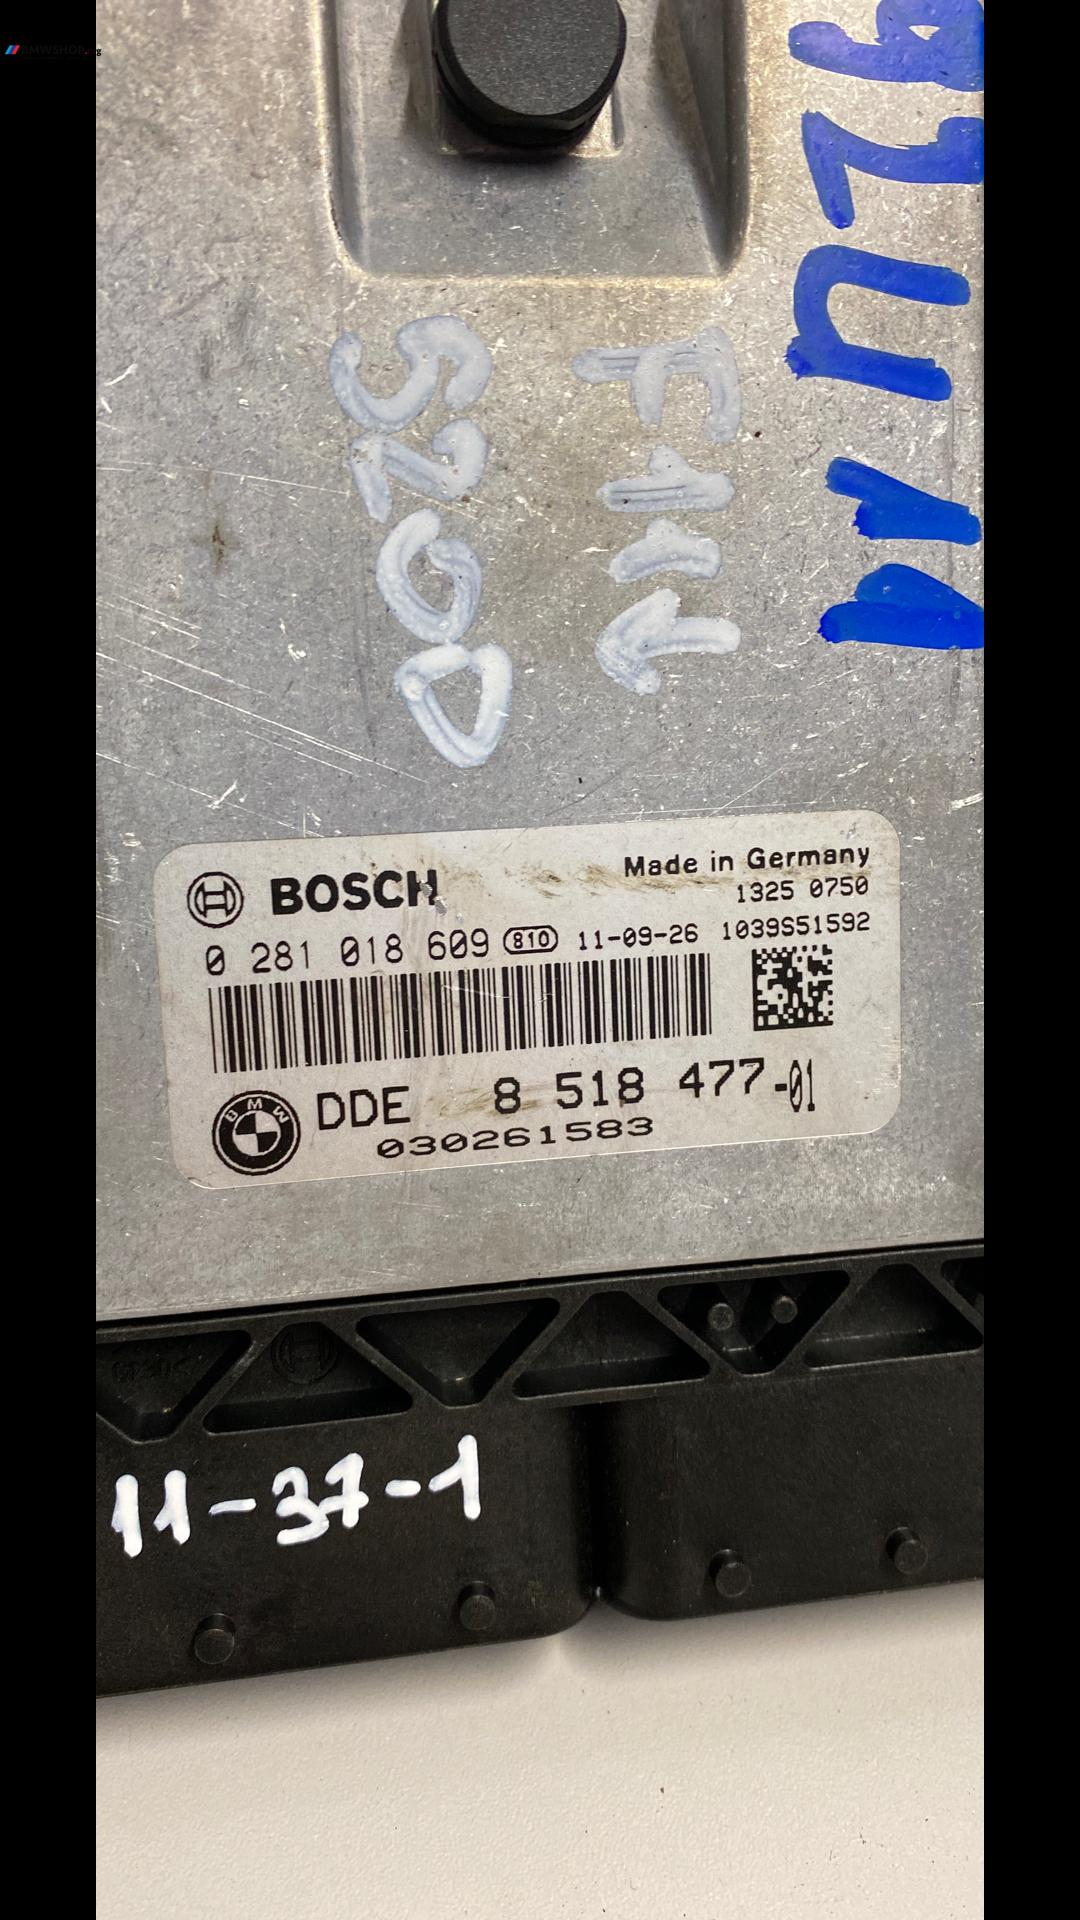 BMWSHOP
520D
F11
BOSCH
Made in Germany
1325 0750
0 281 018 609 810 11-09-26 1039S51592
BMW DDE 8 518 477-01
030261583
11-37-1